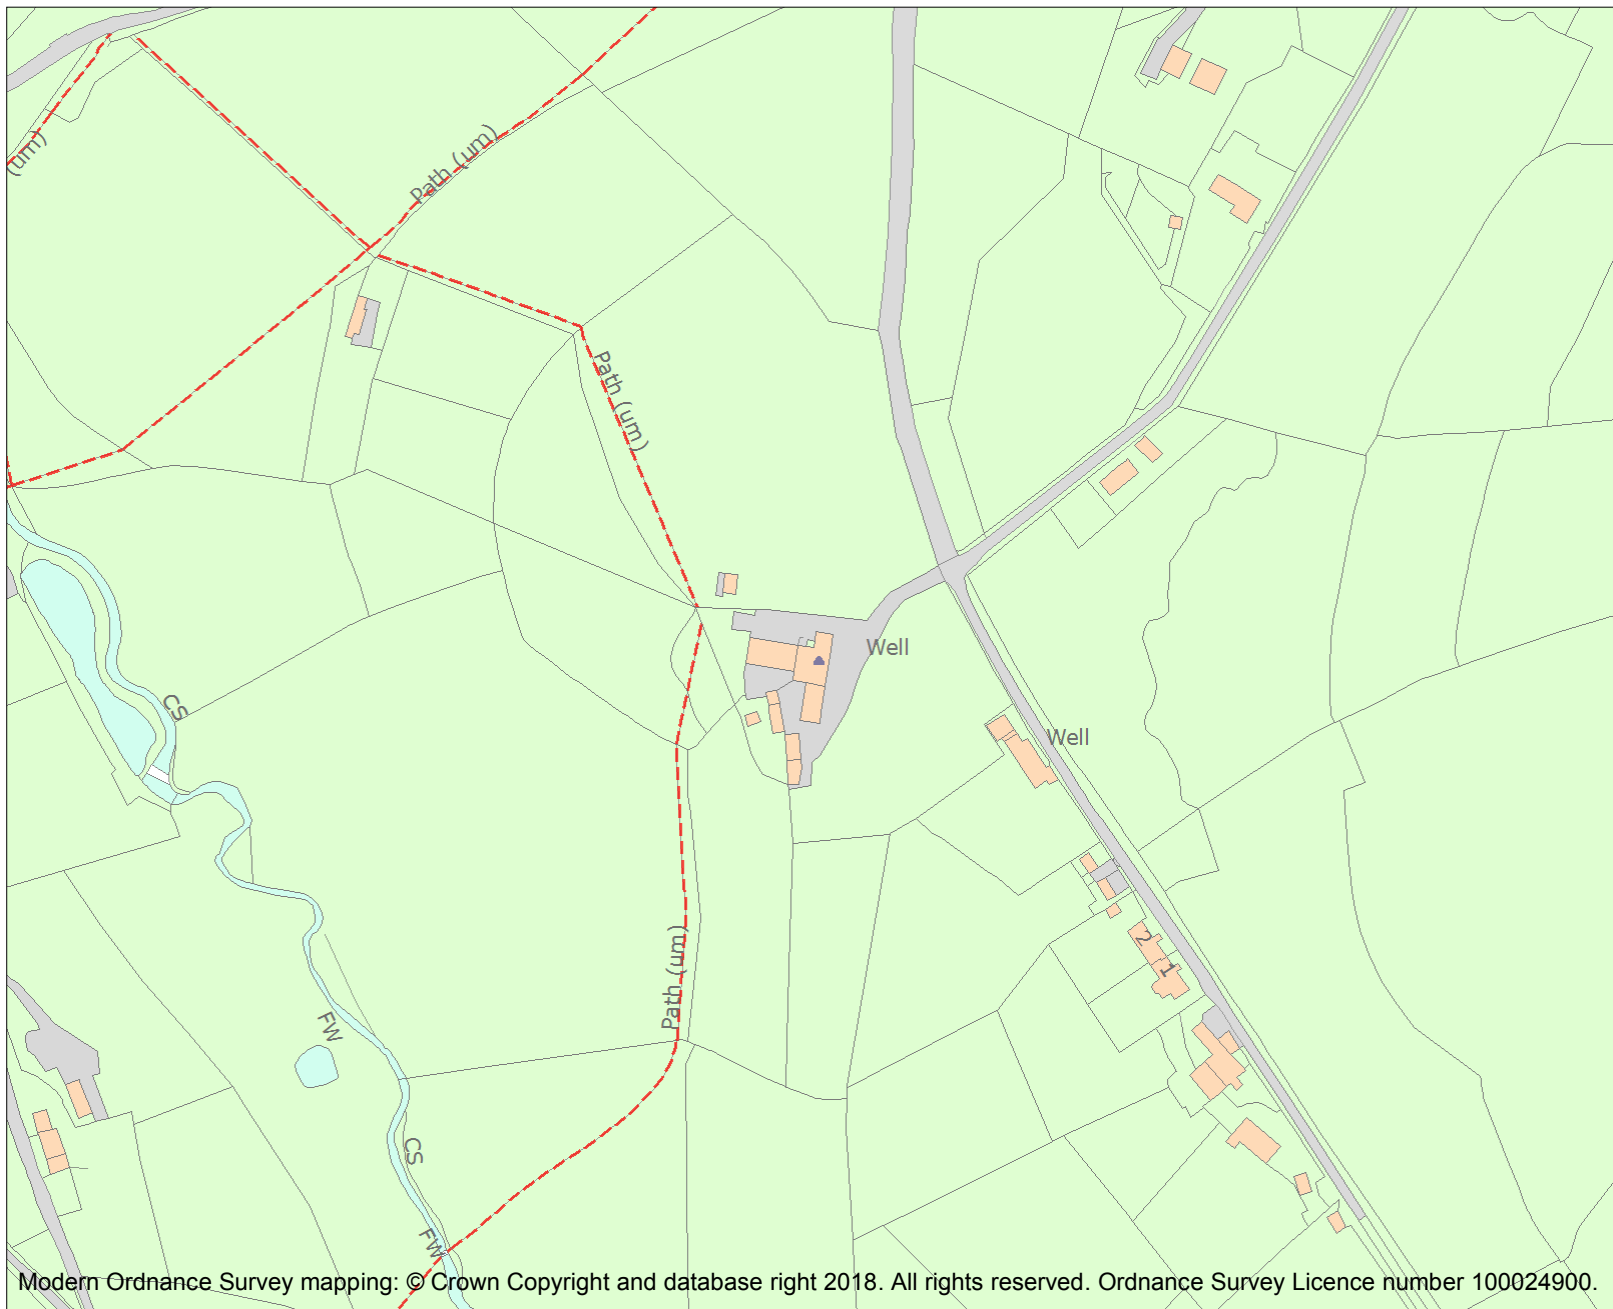 (um)
Path (um)
Path (um)
Well
CS
Well
2
1
Path (um)
FW
CS
FW
Modern Ordnance Survey mapping: © Crown Copyright and database right 2018. All rights reserved. Ordnance Survey Licence number 100024900.